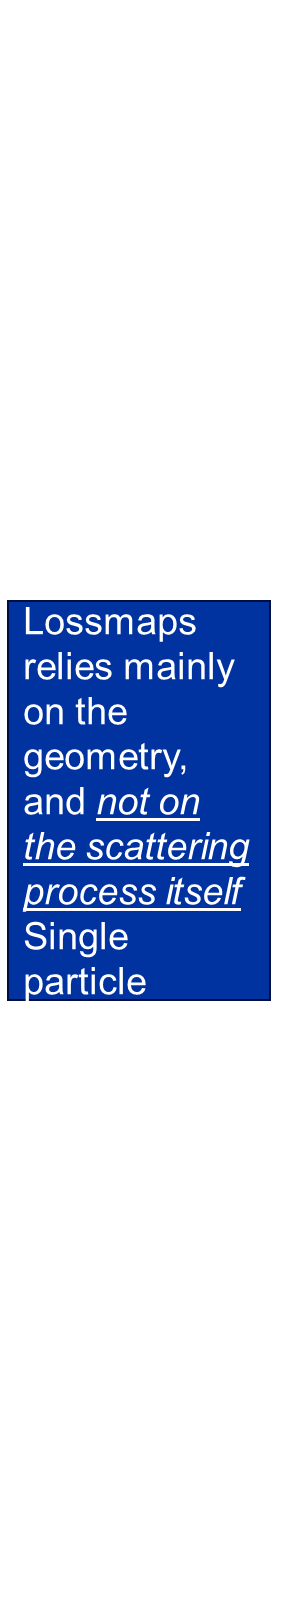 Lossmaps
relies mainly
on the
geometry,
and not on
the scattering
process itself
Single
particle